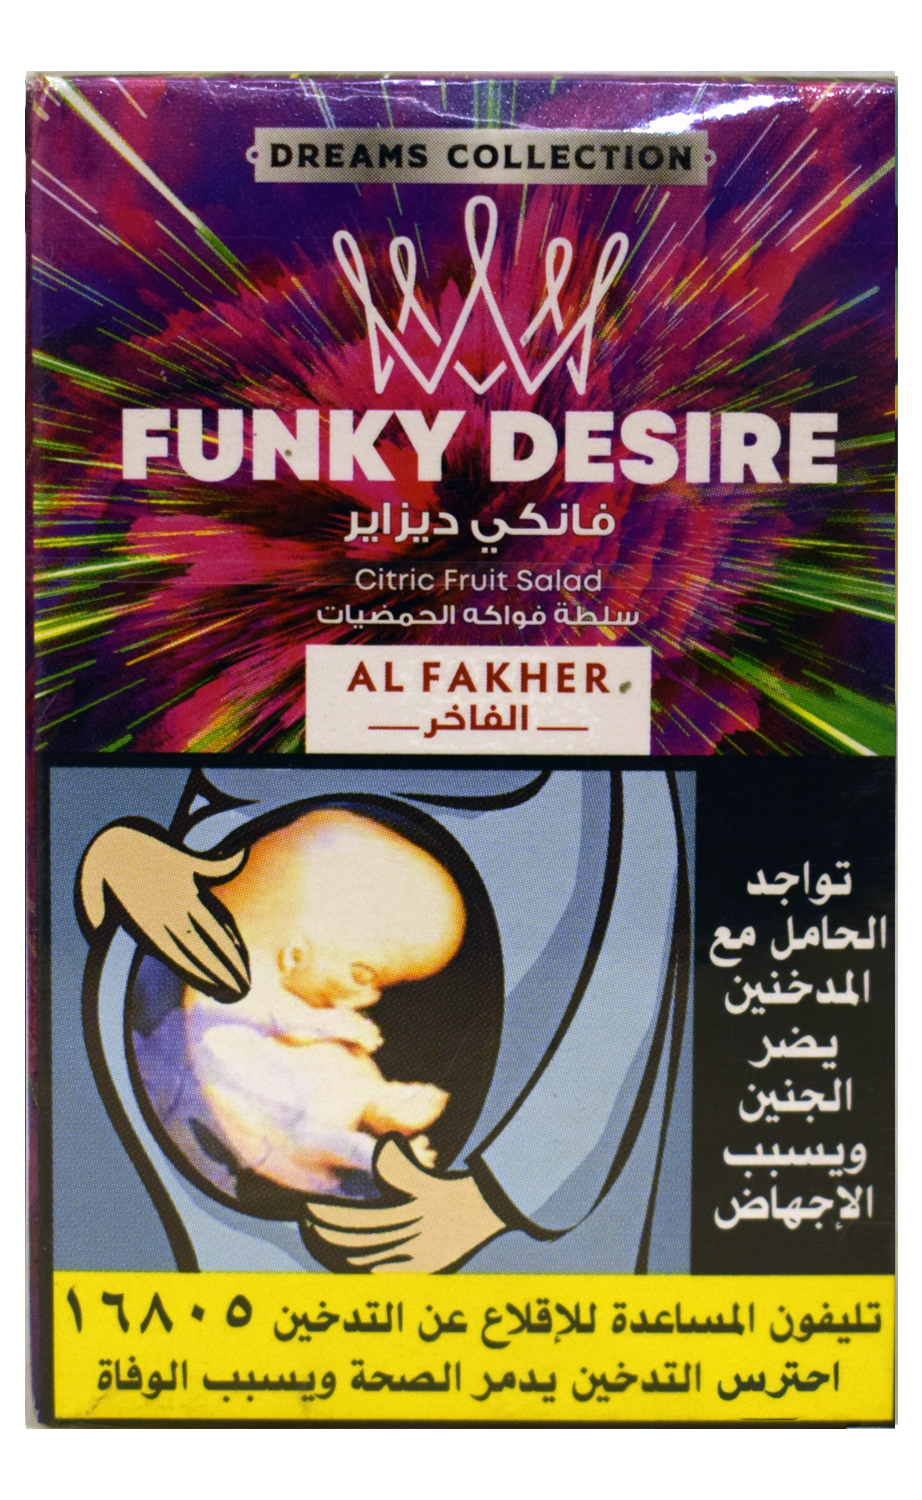 DREAMS COLLECTION
FUNKY DESIRE
فانكي ديزاير
Citric Fruit Salad
سلطة فواكه الحمضيات
AL FAKHER
الفاخر
تواجد
الحامل مع
المدخنين
يضر
الجنين
ويسبب
الإجهاض
تليفون المساعدة للإقلاع عن التدخين ١٦٨٠٥
احترس التدخين يدمر الصحة ويسبب الوفاة